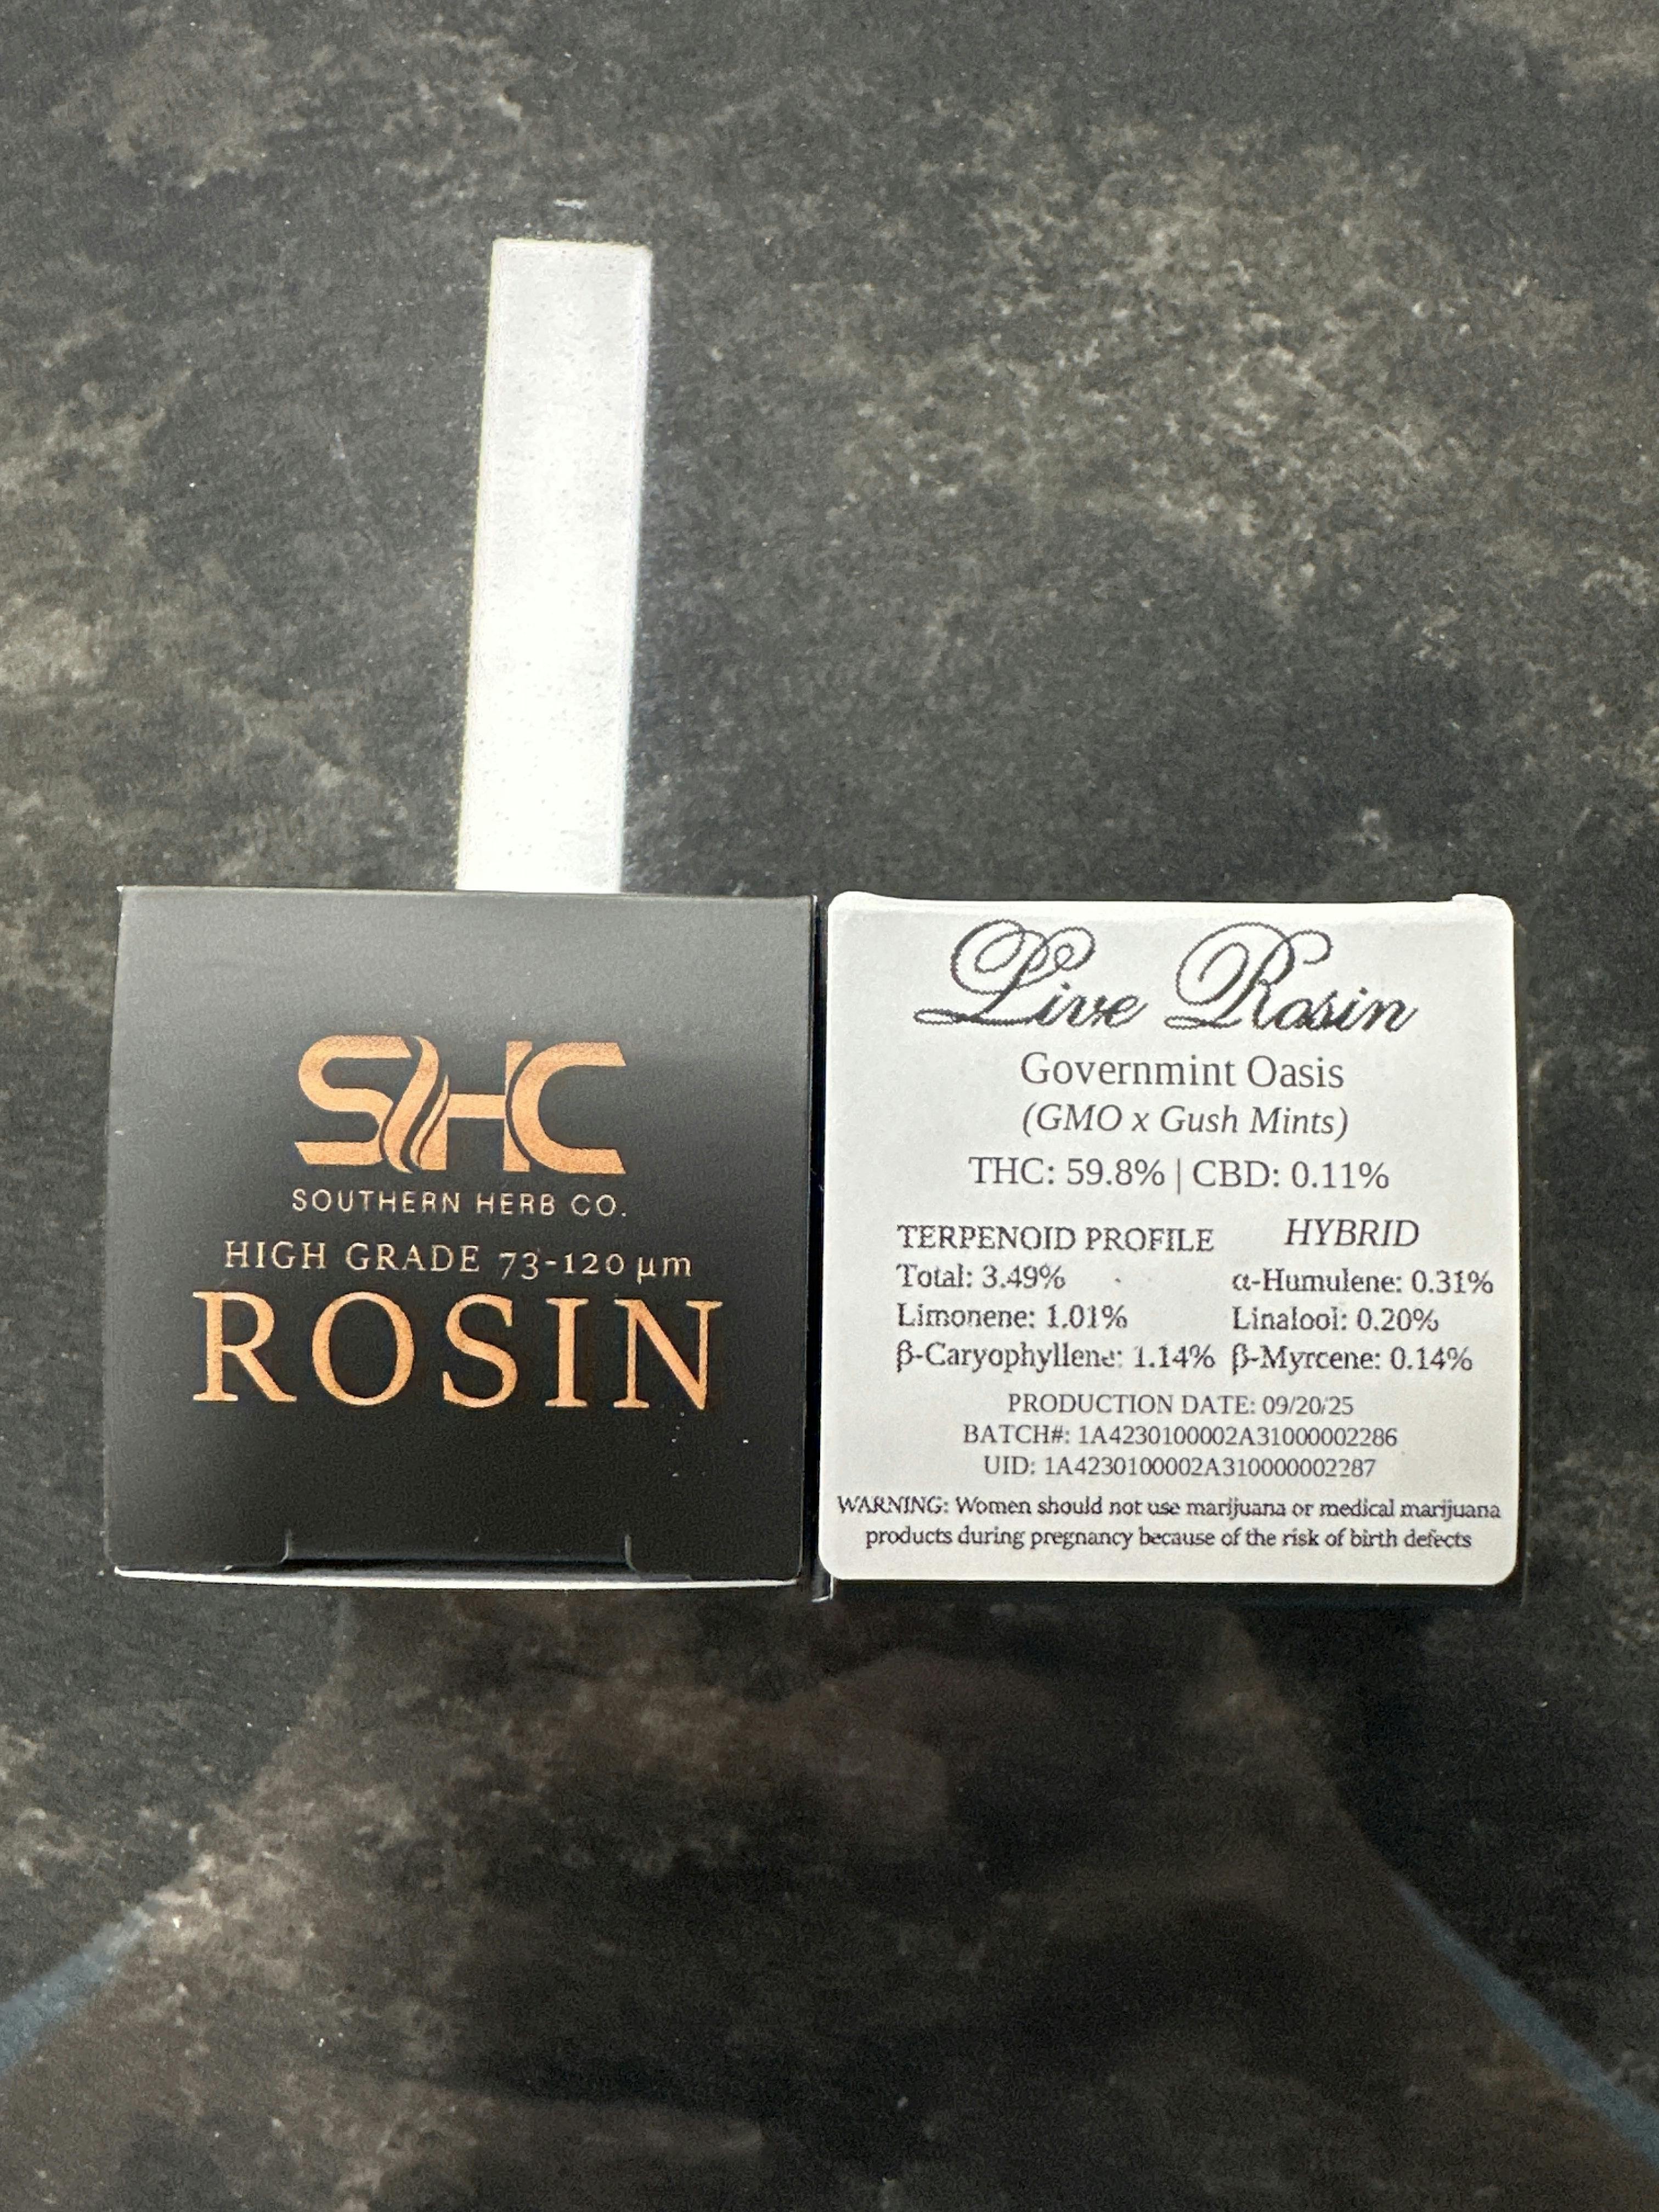 SHC
SOUTHERN HERB CO.
HIGH GRADE 73-120 µm
ROSIN
Live Rosin
Governmint Oasis
(GMO x Gush Mints)
THC: 59.8% | CBD: 0.11%
TERPENOID PROFILE HYBRID
Total: 3.49% α-Humulene: 0.31%
Limonene: 1.01% Linalool: 0.20%
β-Caryophyllene: 1.14% β-Myrcene: 0.14%
PRODUCTION DATE: 09/20/25
BATCH#: 1A4230100002A31000002286
UID: 1A4230100002A310000002287
WARNING: Women should not use marijuana or medical marijuana
products during pregnancy because of the risk of birth defects